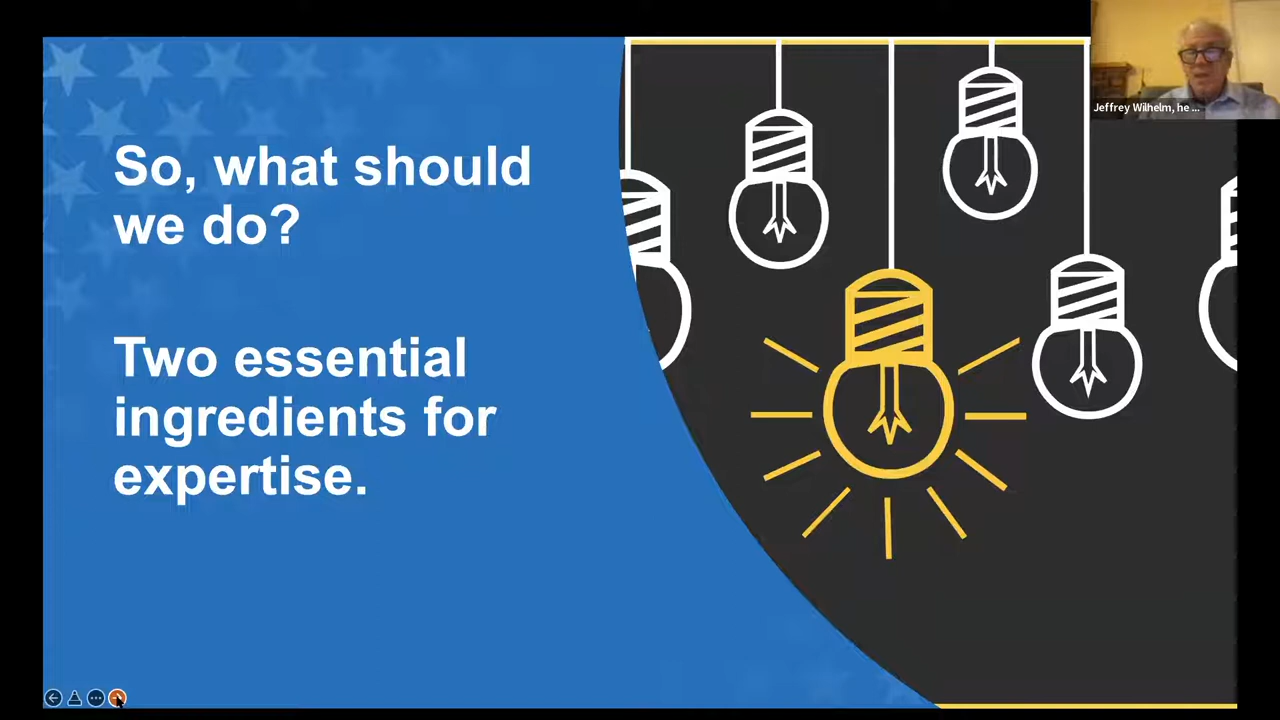 So, what should
we do?
Two essential
ingredients for
expertise.
Jeffrey Wilhelm, he ...